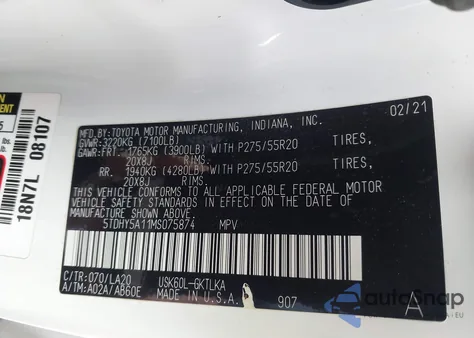 MFD.BY:TOYOTA MOTOR MANUFACTURING, INDIANA, INC. 02/21
GVWR:3220KG (7100LB)
GAWR:FRT. 1765KG (3900LB) WITH P275/55R20 TIRES,
20X8J RIMS.
RR. 1940KG (4280LB) WITH P275/55R20 TIRES,
20X8J RIMS.
THIS VEHICLE CONFORMS TO ALL APPLICABLE FEDERAL MOTOR
VEHICLE SAFETY STANDARDS IN EFFECT ON THE DATE OF
MANUFACTURE SHOWN ABOVE.
5TDHY5A11MS075874 MPV
C/TR:070/LA20 USK60L-GKTLKA
A/TM:A02A/AB60E MADE IN U.S.A. 907 A
18N7L 08107
autoSnap